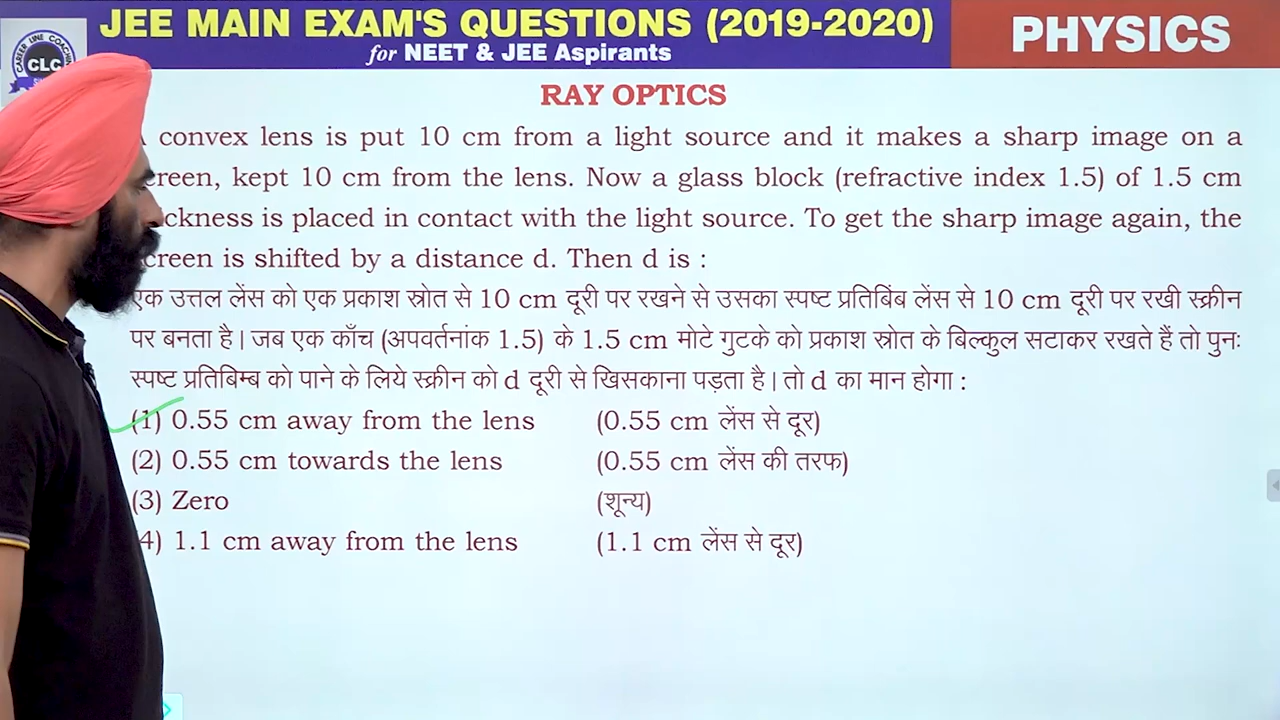 JEE MAIN EXAM'S QUESTIONS (2019-2020)
for NEET & JEE Aspirants
PHYSICS
CAREER LINE COACHING
CLC
RAY OPTICS
convex lens is put 10 cm from a light source and it makes a sharp image on a
creen, kept 10 cm from the lens. Now a glass block (refractive index 1.5) of 1.5 cm
ickness is placed in contact with the light source. To get the sharp image again, the
creen is shifted by a distance d. Then d is :
एक उत्तल लेंस को एक प्रकाश स्रोत से 10 cm दूरी पर रखने से उसका स्पष्ट प्रतिबिंब लेंस से 10 cm दूरी पर रखी स्क्रीन
पर बनता है। जब एक काँच (अपवर्तनांक 1.5) के 1.5 cm मोटे गुटके को प्रकाश स्रोत के बिल्कुल सटाकर रखते हैं तो पुनः
स्पष्ट प्रतिबिम्ब को पाने के लिये स्क्रीन को d दूरी से खिसकाना पड़ता है। तो d का मान होगा :
(1) 0.55 cm away from the lens (0.55 cm लेंस से दूर)
(2) 0.55 cm towards the lens (0.55 cm लेंस की तरफ)
(3) Zero (शून्य)
4) 1.1 cm away from the lens (1.1 cm लेंस से दूर)